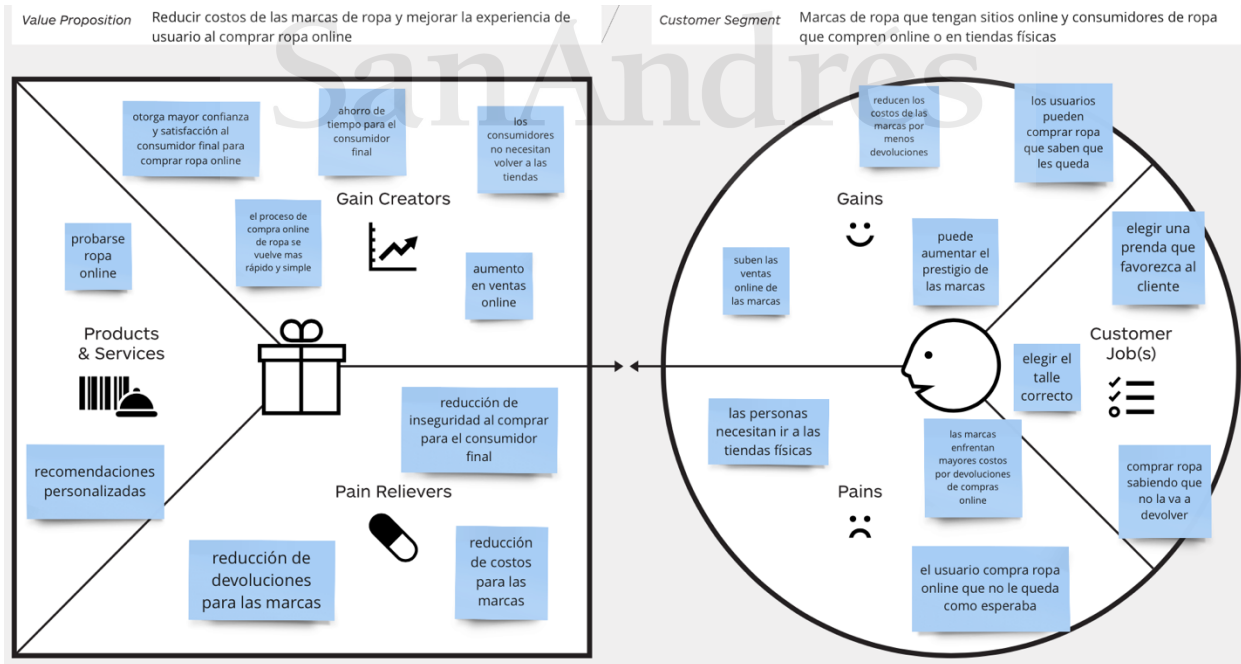 Value Proposition
Reducir costos de las marcas de ropa y mejorar la experiencia de
usuario al comprar ropa online
Customer Segment
Marcas de ropa que tengan sitios online y consumidores de ropa
que compren online o en tiendas físicas
SanAndrés
otorga mayor confianza
y satisfacción al
consumidor final para
comprar ropa online
ahorro de
tiempo para el
consumidor
final
los
consumidores
no necesitan
volver a las
tiendas
Gain Creators
el proceso de
compra online
de ropa se
vuelve mas
rápido y simple
aumento
en ventas
online
probarse
ropa
online
Products
& Services
recomendaciones
personalizadas
reducción de
inseguridad al comprar
para el consumidor
final
Pain Relievers
reducción de
devoluciones
para las marcas
reducción
de costos
para las
marcas
reducen los
costos de las
marcas por
menos
devoluciones
los usuarios
pueden
comprar ropa
que saben que
les queda
Gains
suben las
ventas
online de
las marcas
puede
aumentar el
prestigio de
las marcas
elegir una
prenda que
favorezca al
cliente
Customer
Job(s)
elegir el
talle
correcto
comprar ropa
sabiendo que
no la va a
devolver
las personas
necesitan ir a las
tiendas físicas
las marcas
enfrentan
mayores costos
por devoluciones
de compras
online
Pains
el usuario compra ropa
online que no le queda
como esperaba